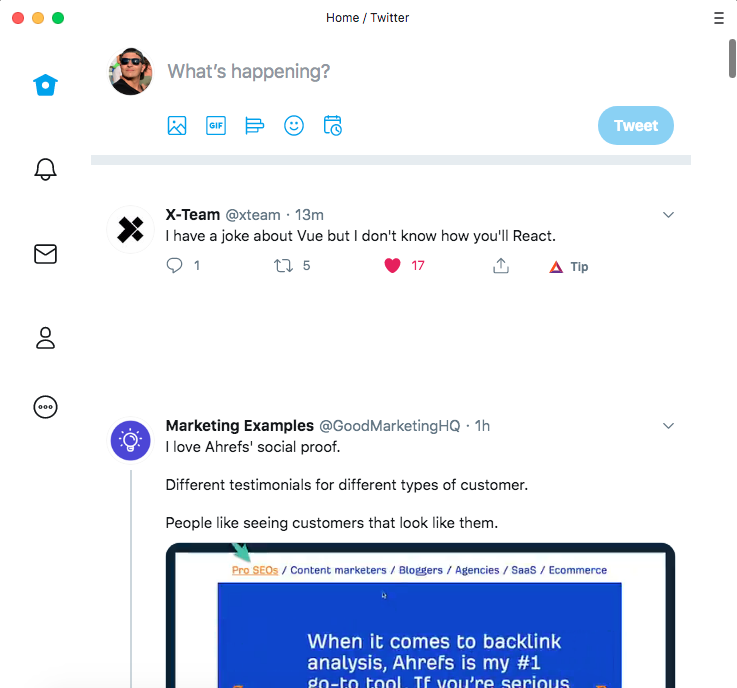 Home / Twitter
What's happening?
GIF
Tweet
X-Team @xteam · 13m
I have a joke about Vue but I don't know how you'll React.
1 5 17 Tip
Marketing Examples @GoodMarketingHQ · 1h
I love Ahrefs' social proof.
Different testimonials for different types of customer.
People like seeing customers that look like them.
Pro SEOs / Content marketers / Bloggers / Agencies / SaaS / Ecommerce
When it comes to backlink
analysis, Ahrefs is my #1
go-to tool. If you're serious